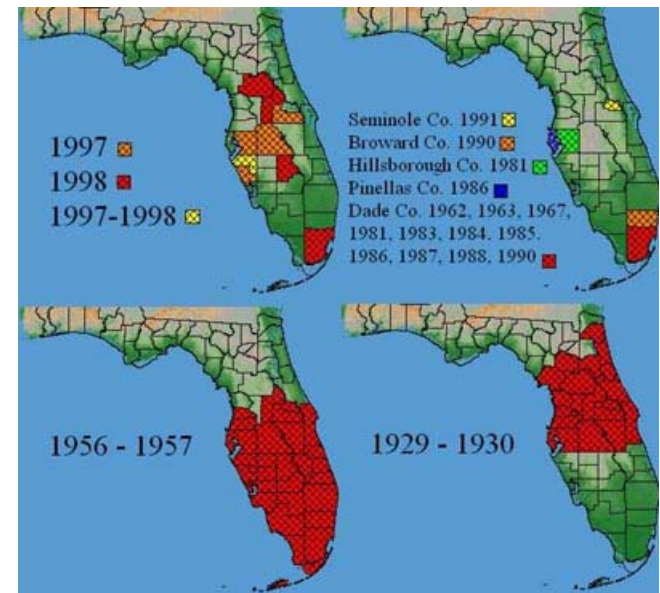 1997
1998
1997-1998
Seminole Co. 1991
Broward Co. 1990
Hillsborough Co. 1981
Pinellas Co. 1986
Dade Co. 1962, 1963, 1967,
1981, 1983, 1984, 1985.
1986, 1987, 1988, 1990
1956 - 1957
1929 - 1930